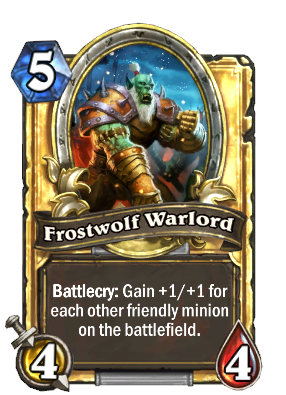 5
Frostwolf Warlord
Battlecry: Gain +1/+1 for
each other friendly minion
on the battlefield.
4
4